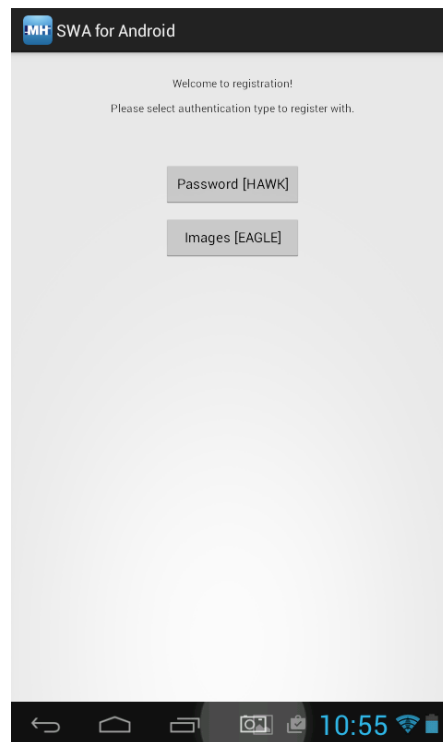 MH SWA for Android
Welcome to registration!
Please select authentication type to register with.
Password [HAWK]
Images [EAGLE]
10:55